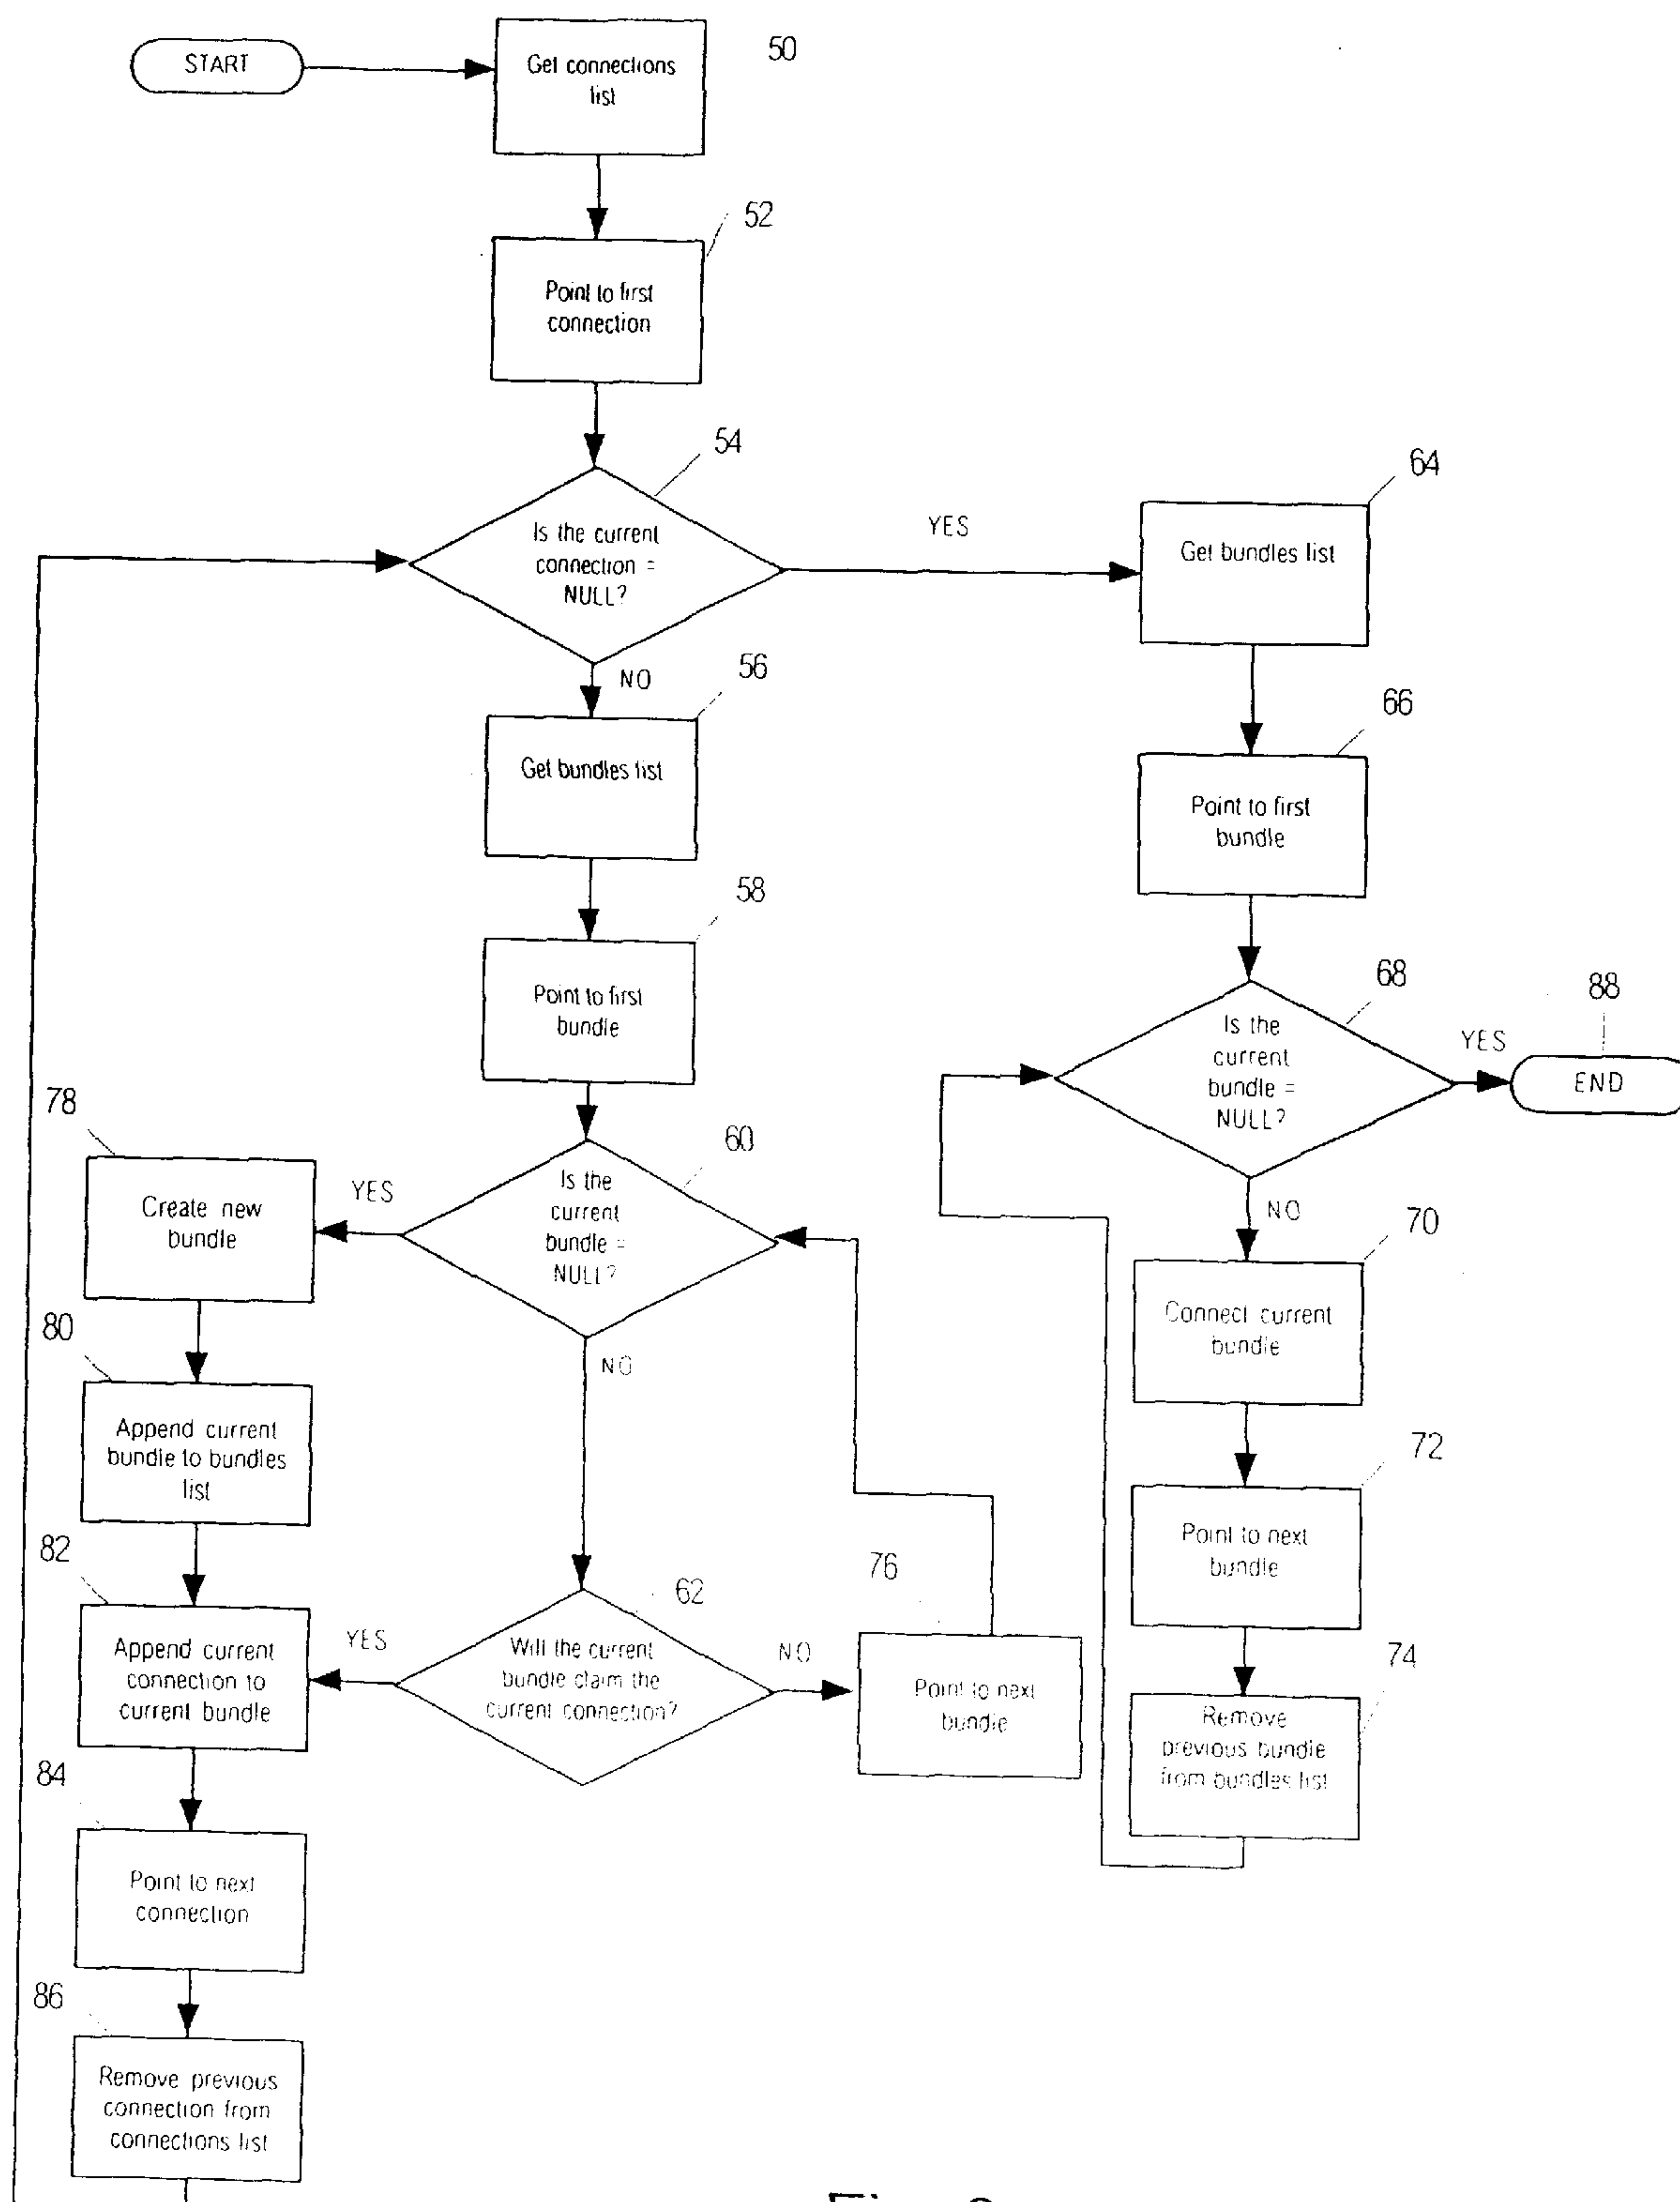 START
Get connections
list
50
Point to first
connection
52
Is the current
connection =
NULL?
54
YES
NO
Get bundles list
64
Get bundles list
56
Point to first
bundle
66
Point to first
bundle
58
Is the
current
bundle =
NULL?
68
YES
END
88
NO
Create new
bundle
78
YES
Is the
current
bundle =
NULL?
60
NO
Connect current
bundle
70
Append current
bundle to bundles
list
80
Point to next
bundle
72
Append current
connection to
current bundle
82
YES
Will the current
bundle claim the
current connection?
62
NO
Point to next
bundle
76
Remove
previous bundle
from bundles list
74
Point to next
connection
84
Remove previous
connection from
connections list
86